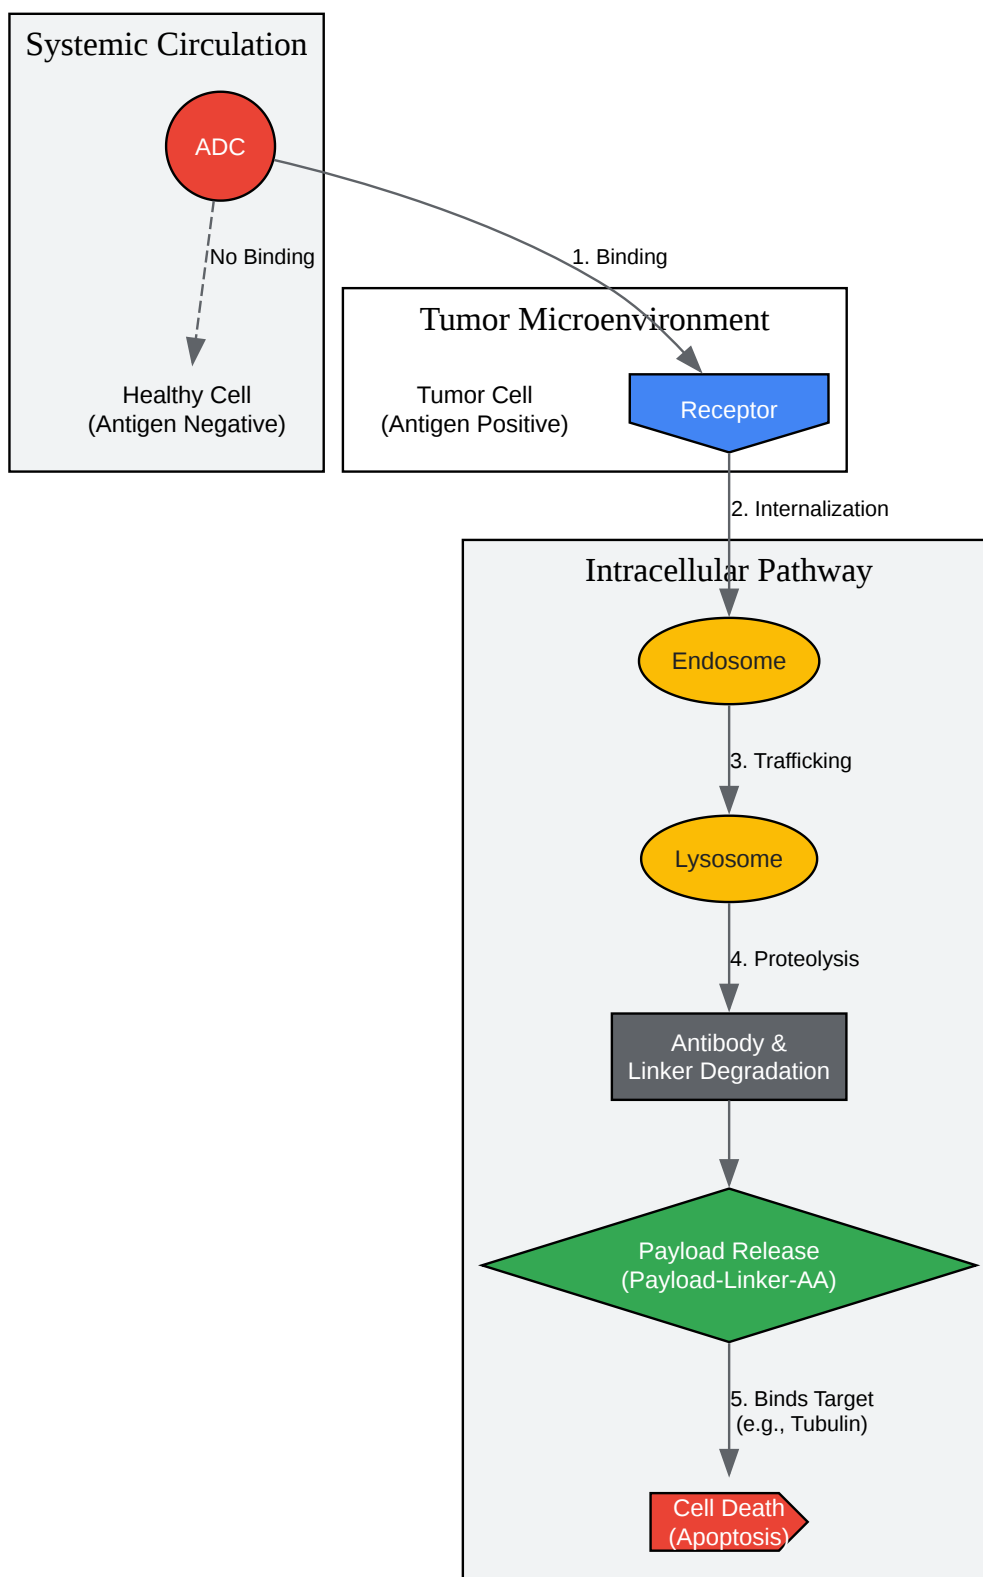 Systemic Circulation
ADC
No Binding
1. Binding
Healthy Cell
(Antigen Negative)
Tumor Microenvironment
Tumor Cell
(Antigen Positive)
Receptor
2. Internalization
Intracellular Pathway
Endosome
3. Trafficking
Lysosome
4. Proteolysis
Antibody &
Linker Degradation
Payload Release
(Payload-Linker-AA)
5. Binds Target
(e.g., Tubulin)
Cell Death
(Apoptosis)